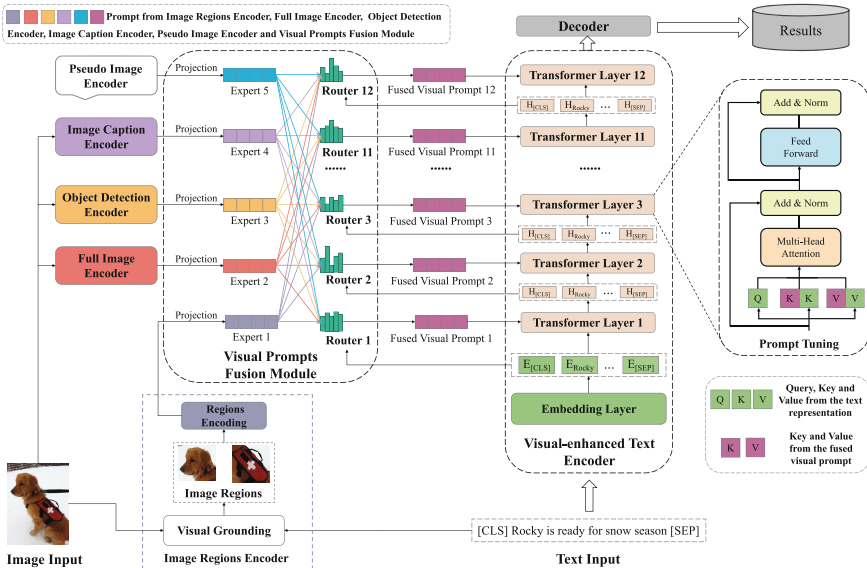 Prompt from Image Regions Encoder, Full Image Encoder, Object Detection
Encoder, Image Caption Encoder, Pseudo Image Encoder and Visual Prompts Fusion Module
Decoder
Results
Pseudo Image
Encoder
Projection
Expert 5
Router 12
Fused Visual Prompt 12
Transformer Layer 12
H[CLS] HRocky ... H[SEP]
Image Caption
Encoder
Projection
Expert 4
Router 11
Fused Visual Prompt 11
Transformer Layer 11
......
......
......
Object Detection
Encoder
Projection
Expert 3
Router 3
Fused Visual Prompt 3
Transformer Layer 3
H[CLS] HRocky ... H[SEP]
Full Image
Encoder
Projection
Expert 2
Router 2
Fused Visual Prompt 2
Transformer Layer 2
H[CLS] HRocky ... H[SEP]
Projection
Expert 1
Router 1
Fused Visual Prompt 1
Transformer Layer 1
Visual Prompts
Fusion Module
E[CLS] ERocky ... E[SEP]
Embedding Layer
Visual-enhanced Text
Encoder
Add & Norm
Feed
Forward
Add & Norm
Multi-Head
Attention
Q K K V V
Prompt Tuning
Q K V
Query, Key and
Value from the text
representation
K V
Key and Value
from the fused
visual prompt
Regions
Encoding
Image Regions
Visual Grounding
Image Regions Encoder
Image Input
[CLS] Rocky is ready for snow season [SEP]
Text Input